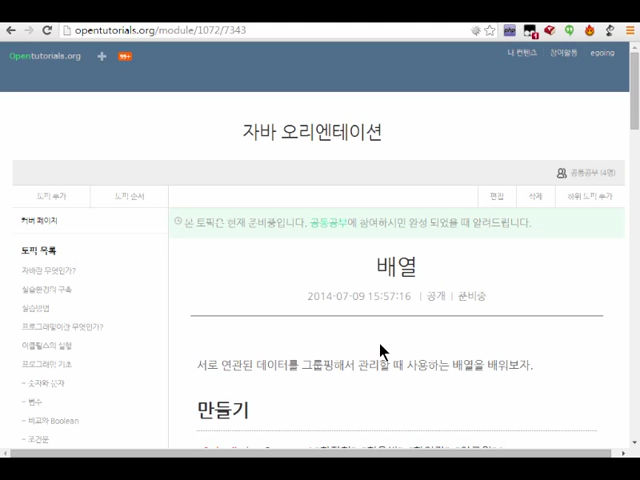 opentutorials.org/module/1072/7343
Opentutorials.org
99+
나 컨텐츠 참여활동 egoing
자바 오리엔테이션
공동공부 (4명)
토픽 추가 토픽 순서 편집 삭제 하위 토픽 추가
커버 페이지
본 토픽은 현재 준비중입니다. 공동공부에 참여하시면 완성 되었을 때 알려드립니다.
토픽 목록
자바란 무엇인가?
실습환경의 구축
실습방법
프로그래밍이란 무엇인가?
이클립스의 실행
프로그래밍 기초
- 숫자와 문자
- 변수
- 비교와 Boolean
- 조건문
배열
2014-07-09 15:57:16 | 공개 | 준비중
서로 연관된 데이터를 그룹핑해서 관리할 때 사용하는 배열을 배워보자.
만들기